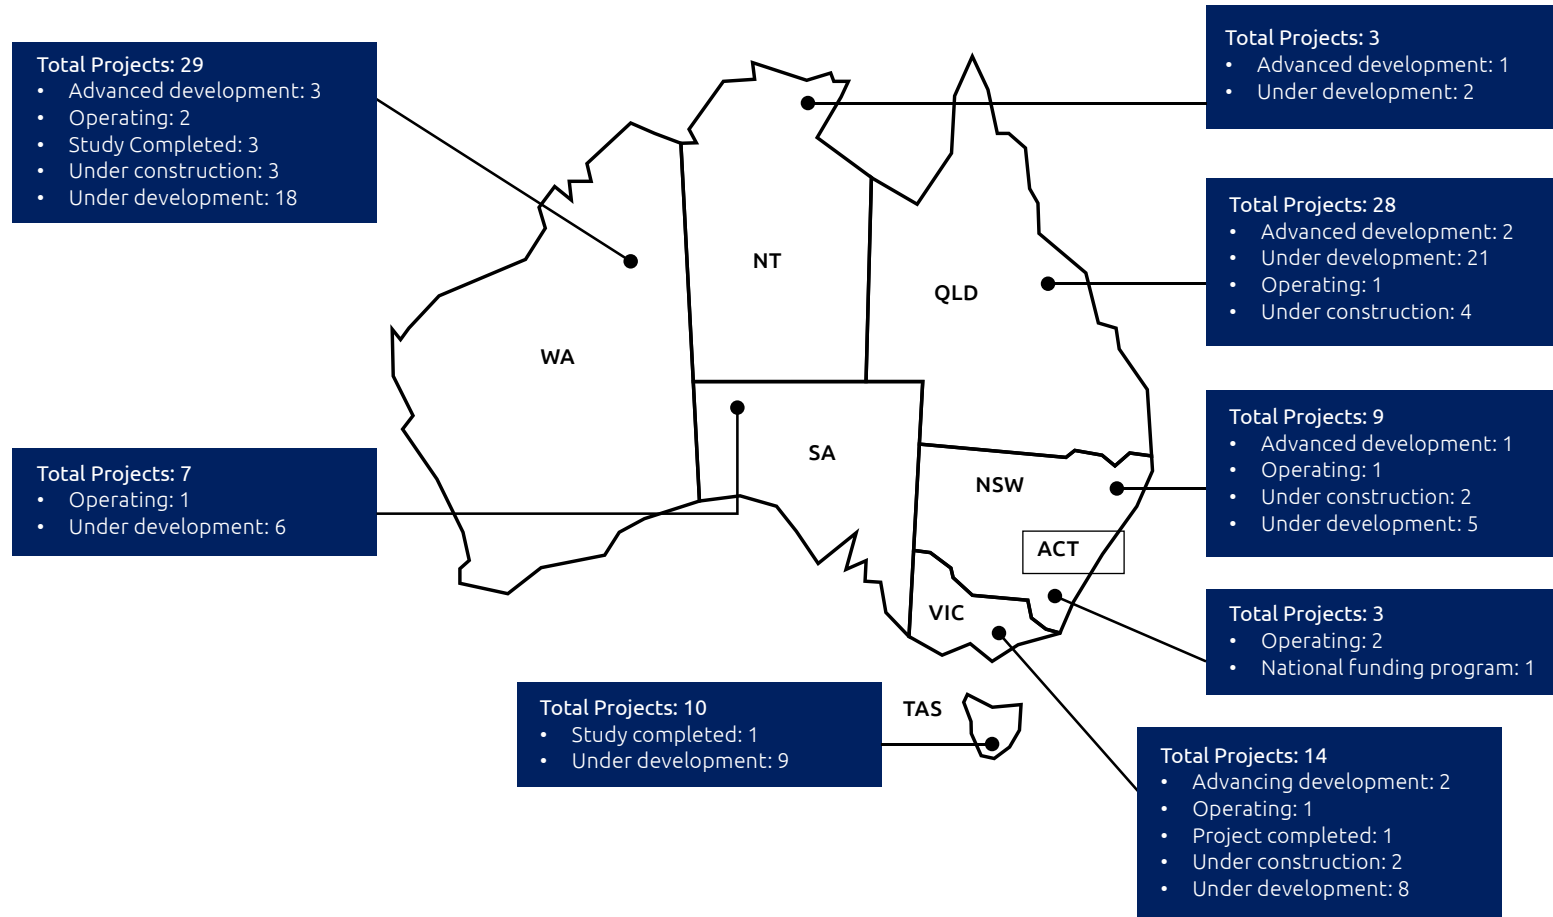 Total Projects: 29
• Advanced development: 3
• Operating: 2
• Study Completed: 3
• Under construction: 3
• Under development: 18
Total Projects: 3
• Advanced development: 1
• Under development: 2
Total Projects: 28
• Advanced development: 2
• Under development: 21
• Operating: 1
• Under construction: 4
NT
QLD
WA
SA
NSW
ACT
VIC
TAS
Total Projects: 7
• Operating: 1
• Under development: 6
Total Projects: 9
• Advanced development: 1
• Operating: 1
• Under construction: 2
• Under development: 5
Total Projects: 3
• Operating: 2
• National funding program: 1
Total Projects: 10
• Study completed: 1
• Under development: 9
Total Projects: 14
• Advancing development: 2
• Operating: 1
• Project completed: 1
• Under construction: 2
• Under development: 8